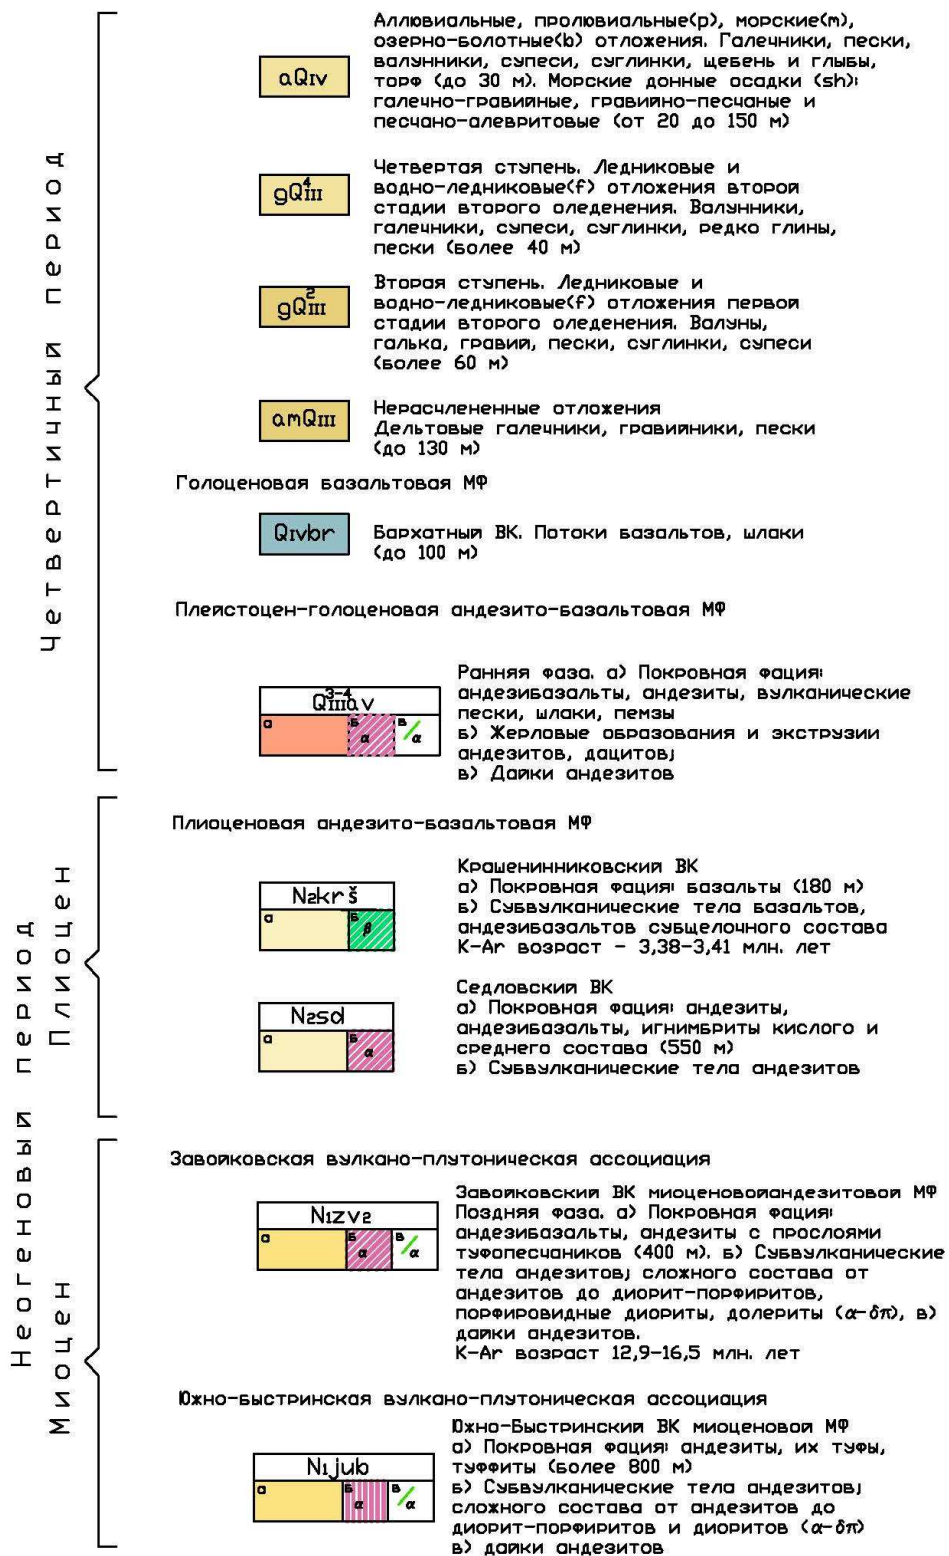 Четвертичный период
aQIV
Аллювиальные, пролювиальные(p), морские(m),
озерно-болотные(b) отложения. Галечники, пески,
валунники, супеси, суглинки, щебень и глыбы,
торф (до 30 м). Морские донные осадки (sh):
галечно-гравийные, гравийно-песчаные и
песчано-алевритовые (от 20 до 150 м)
gQIII4
Четвертая ступень. Ледниковые и
водно-ледниковые(f) отложения второй
стадии второго оледенения. Валунники,
галечники, супеси, суглинки, редко глины,
пески (более 40 м)
gQIII2
Вторая ступень. Ледниковые и
водно-ледниковые(f) отложения первой
стадии второго оледенения. Валуны,
галька, гравий, пески, суглинки, супеси
(более 60 м)
amQIII
Нерасчлененные отложения
Дельтовые галечники, гравийники, пески
(до 130 м)
Голоценовая базальтовая МФ
QIVbr
Бархатный ВК. Потоки базальтов, шлаки
(до 100 м)
Плейстоцен-голоценовая андезито-базальтовая МФ
QIII3-4av
а
б α
в α
Ранняя фаза. а) Покровная фация:
андезибазальты, андезиты, вулканические
пески, шлаки, пемзы
б) Жерловые образования и экструзии
андезитов, дацитов;
в) Дайки андезитов
Неогеновый период
Плиоцен
Плиоценовая андезито-базальтовая МФ
N2krš
а
б β
Крашенинниковский ВК
а) Покровная фация: базальты (180 м)
б) Субвулканические тела базальтов,
андезибазальтов субщелочного состава
K-Ar возраст - 3,38-3,41 млн. лет
N2sd
а
б α
Седловский ВК
а) Покровная фация: андезиты,
андезибазальты, игнимбриты кислого и
среднего состава (550 м)
б) Субвулканические тела андезитов
Миоцен
Завойковская вулкано-плутоническая ассоциация
N1zv2
а
б α
в α
Завойковский ВК миоценовойандезитовой МФ
Поздняя фаза. а) Покровная фация:
андезибазальты, андезиты с прослоями
туфопесчаников (400 м). б) Субвулканические
тела андезитов; сложного состава от
андезитов до диорит-порфиритов,
порфировидные диориты, долериты (α-δπ), в)
дайки андезитов.
K-Ar возраст 12,9-16,5 млн. лет
Южно-быстринская вулкано-плутоническая ассоциация
N1jub
а
б α
в α
Южно-Быстринский ВК миоценовой МФ
а) Покровная фация: андезиты, их туфы,
туффиты (более 800 м)
б) Субвулканические тела андезитов;
сложного состава от андезитов до
диорит-порфиритов и диоритов (α-δπ)
в) дайки андезитов